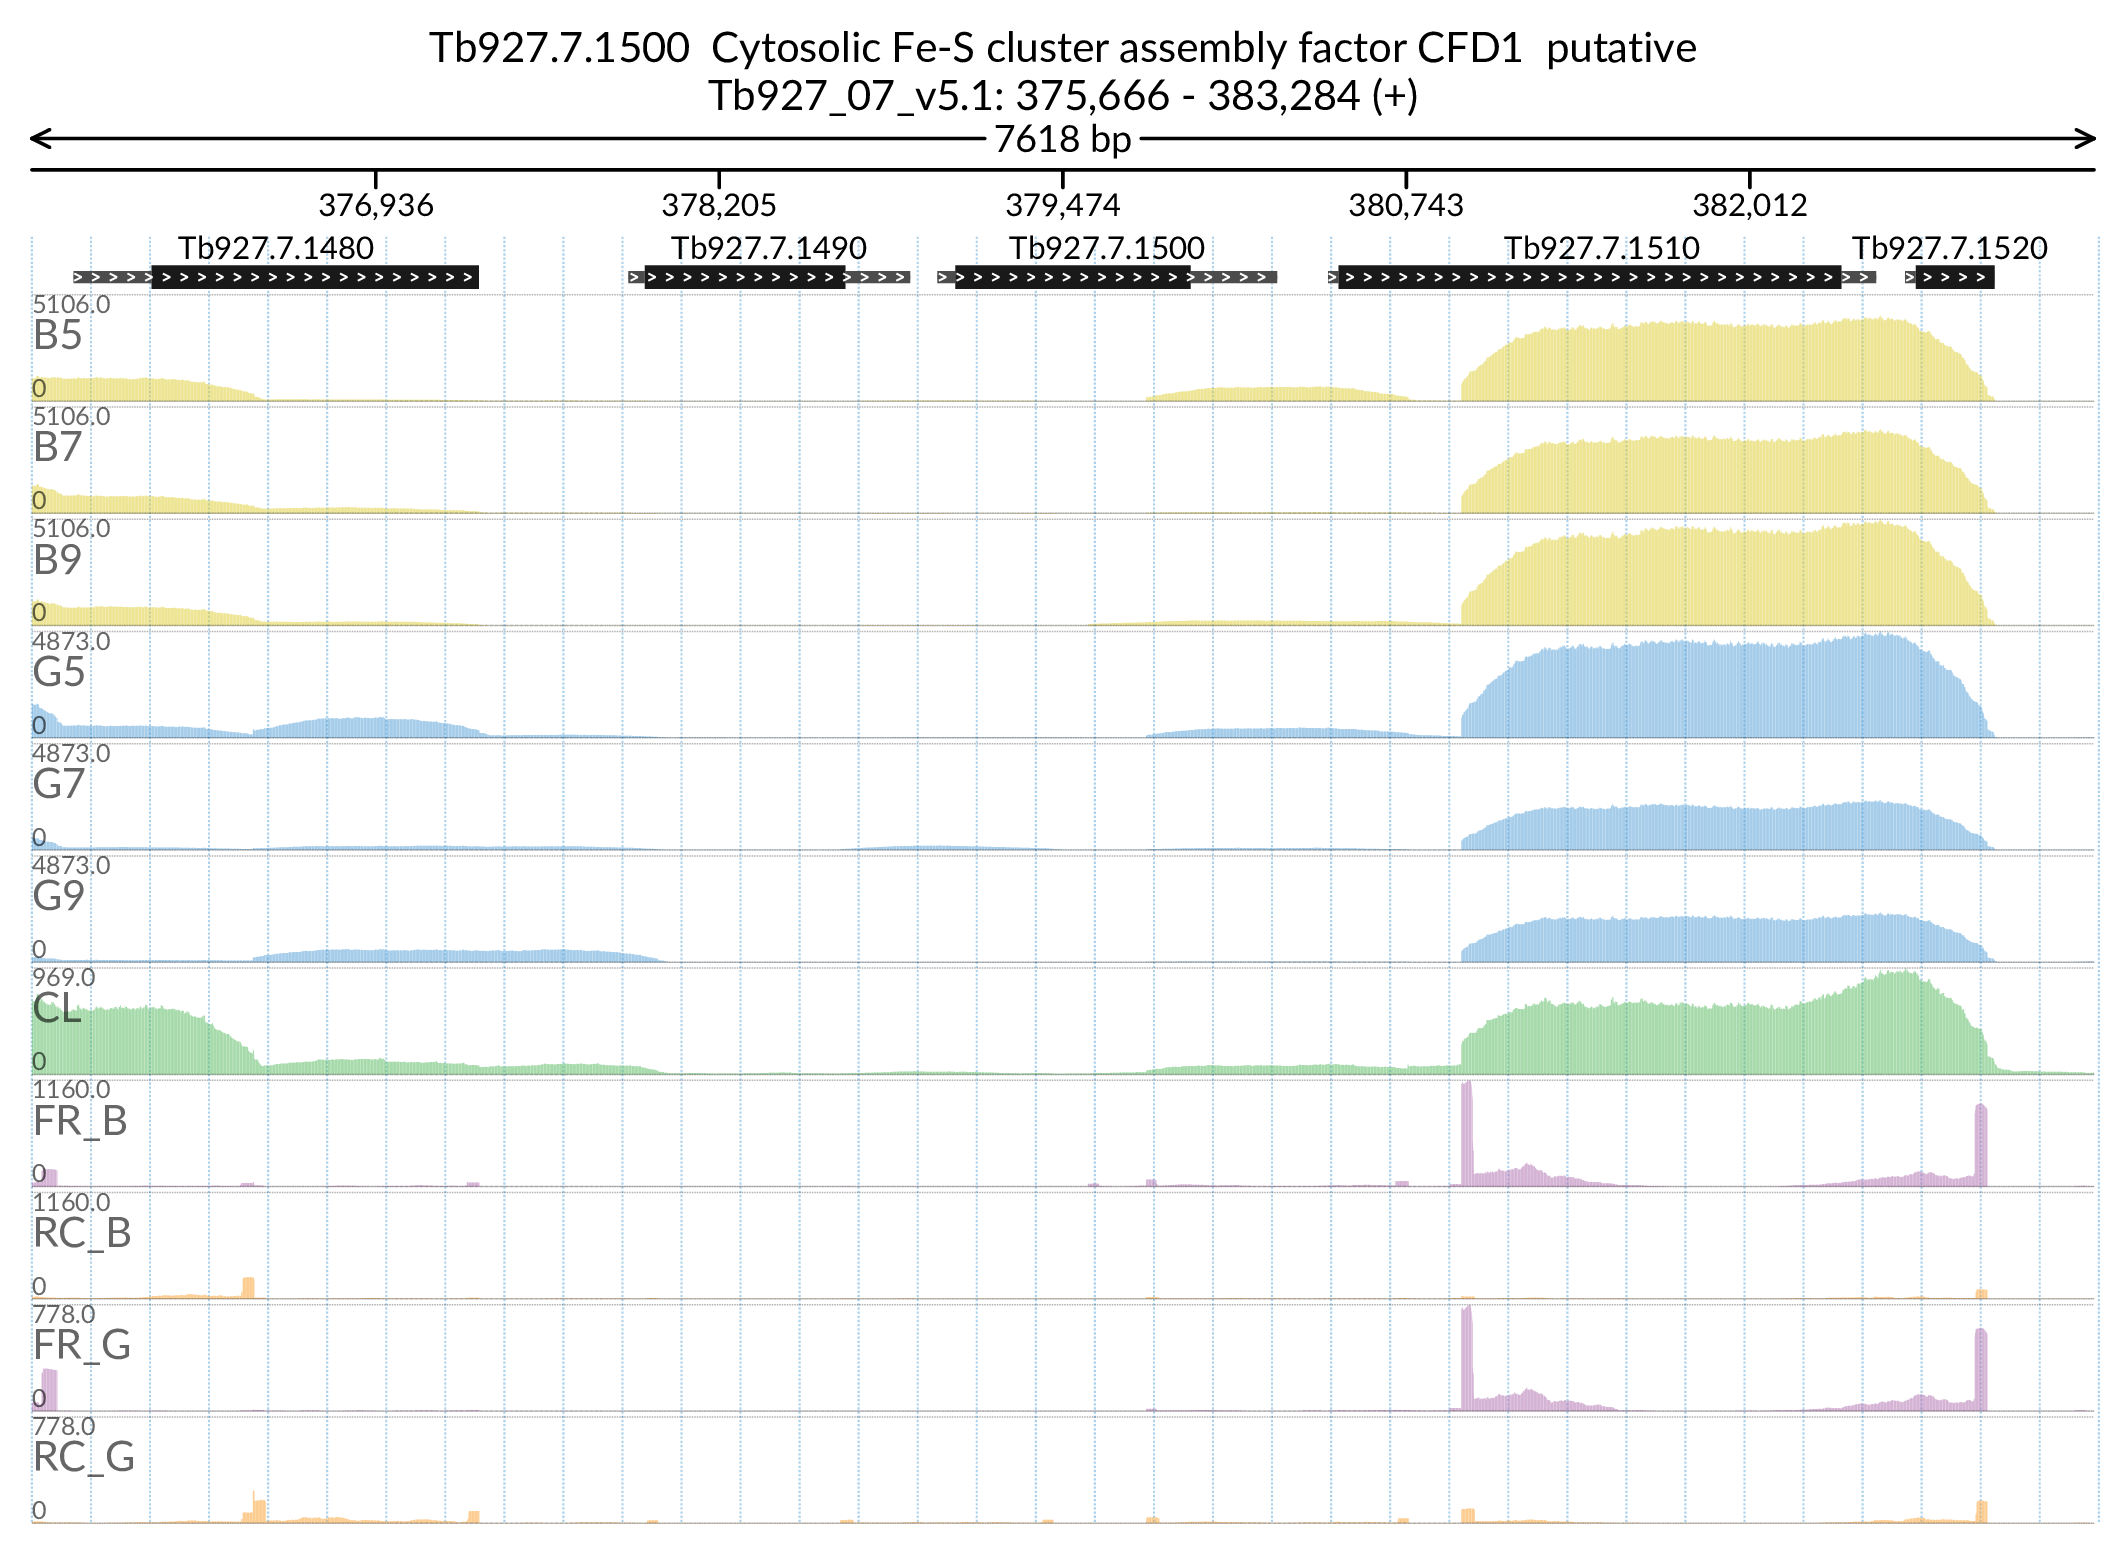 Tb927.7.1500  Cytosolic Fe-S cluster assembly factor CFD1  putative
Tb927_07_v5.1: 375,666 - 383,284 (+)
7618 bp
376,936 378,205 379,474 380,743 382,012
Tb927.7.1480 Tb927.7.1490 Tb927.7.1500 Tb927.7.1510 Tb927.7.1520
5106.0
B5
0
5106.0
B7
0
5106.0
B9
0
4873.0
G5
0
4873.0
G7
0
4873.0
G9
0
969.0
CL
0
1160.0
FR_B
0
1160.0
RC_B
0
778.0
FR_G
0
778.0
RC_G
0